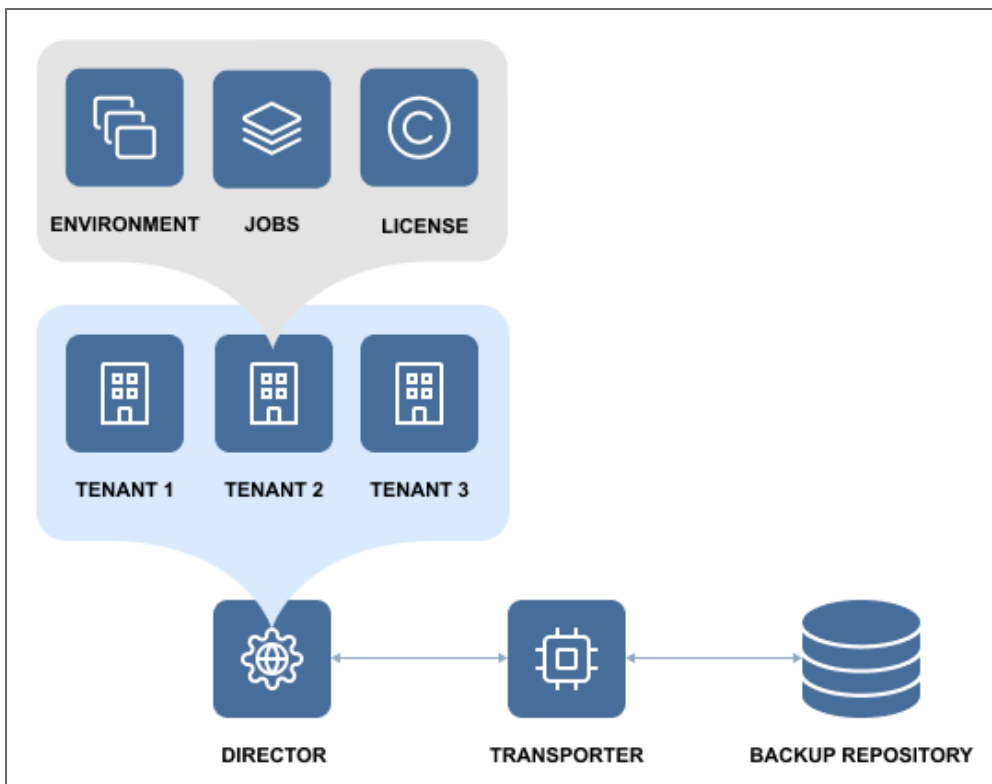 ENVIRONMENT JOBS LICENSE
TENANT 1 TENANT 2 TENANT 3
DIRECTOR TRANSPORTER BACKUP REPOSITORY